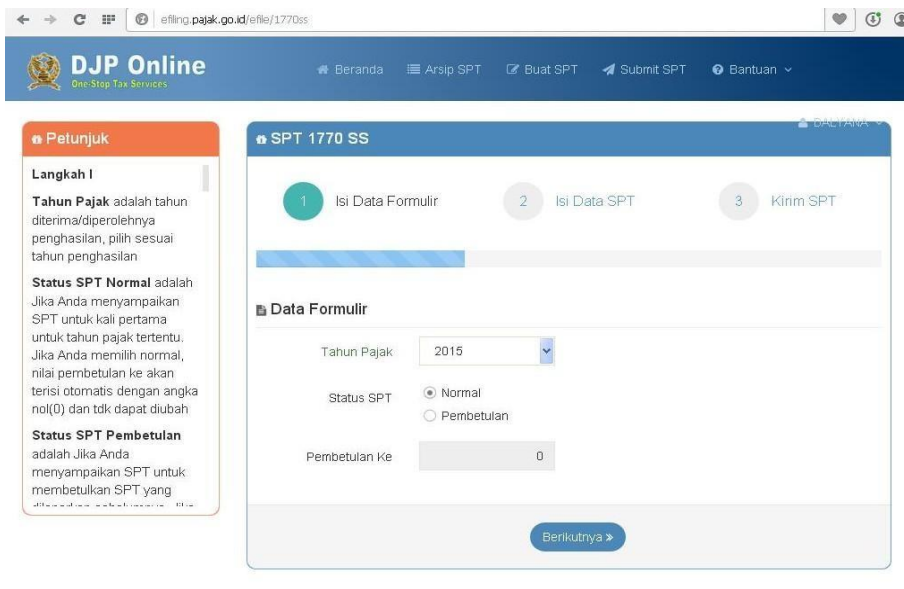 efiling.pajak.go.id/efile/1770ss
DJP Online
One-Stop Tax Services
Beranda
Arsip SPT
Buat SPT
Submit SPT
Bantuan
DALYANA
Petunjuk
Langkah I
Tahun Pajak adalah tahun
diterima/diperolehnya
penghasilan, pilih sesuai
tahun penghasilan
Status SPT Normal adalah
Jika Anda menyampaikan
SPT untuk kali pertama
untuk tahun pajak tertentu.
Jika Anda memilih normal,
nilai pembetulan ke akan
terisi otomatis dengan angka
nol(0) dan tdk dapat diubah
Status SPT Pembetulan
adalah Jika Anda
menyampaikan SPT untuk
membetulkan SPT yang
SPT 1770 SS
1 Isi Data Formulir
2 Isi Data SPT
3 Kirim SPT
Data Formulir
Tahun Pajak 2015
Status SPT Normal
Pembetulan
Pembetulan Ke 0
Berikutnya »